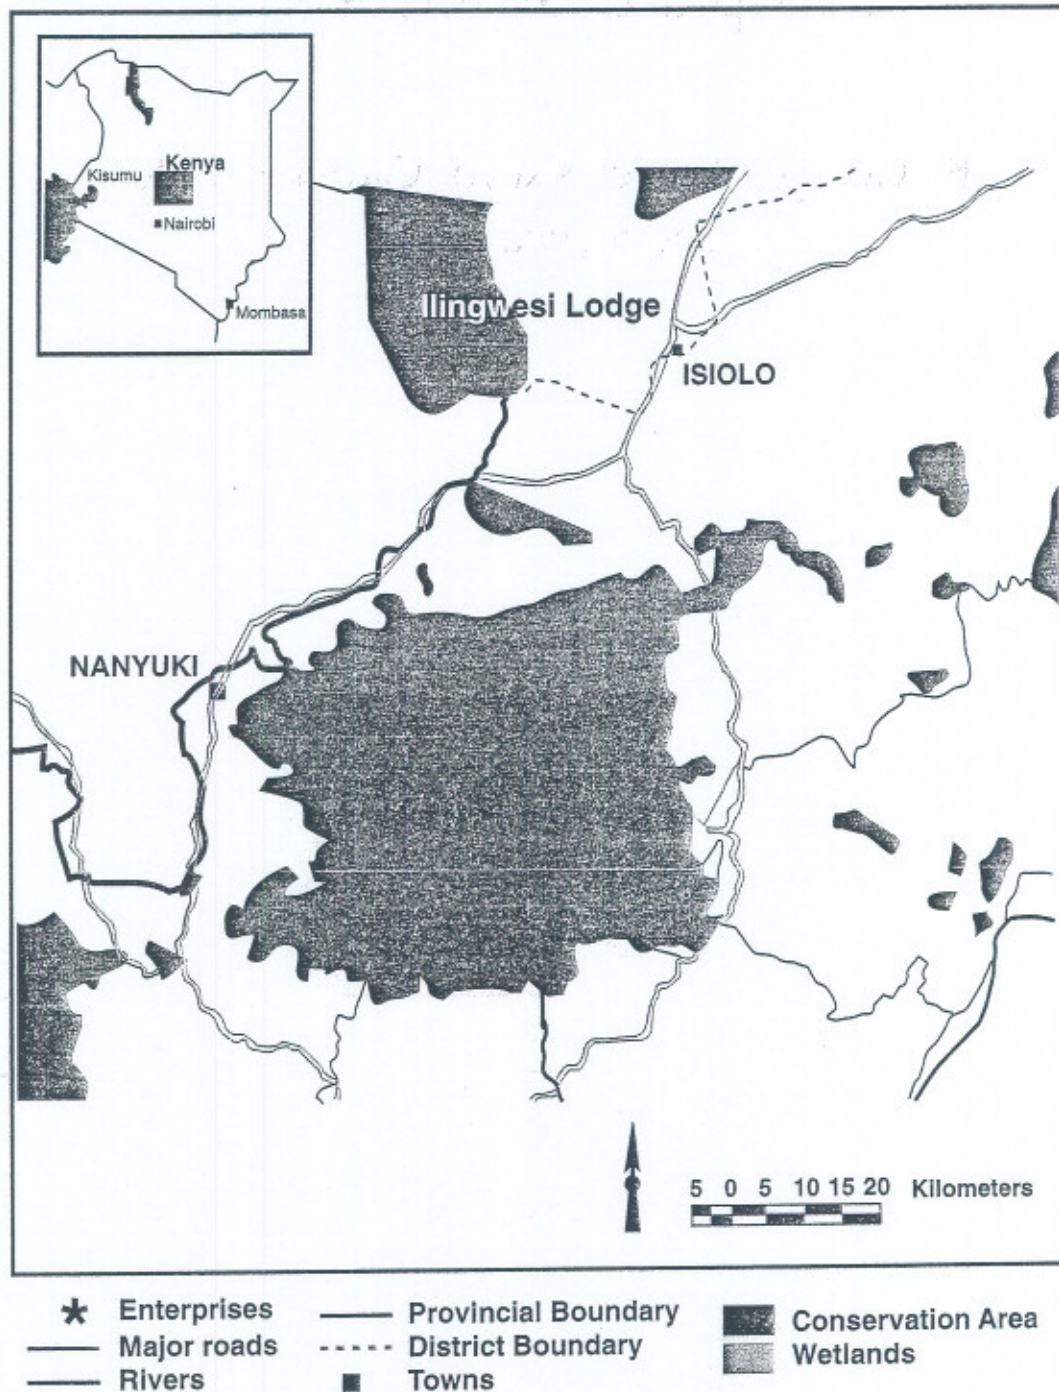 Kenya
Kisumu
Nairobi
Mombasa
Ilingwesi Lodge
ISIOLO
NANYUKI
5 0 5 10 15 20 Kilometers
Enterprises
Major roads
Rivers
Provincial Boundary
District Boundary
Towns
Conservation Area
Wetlands